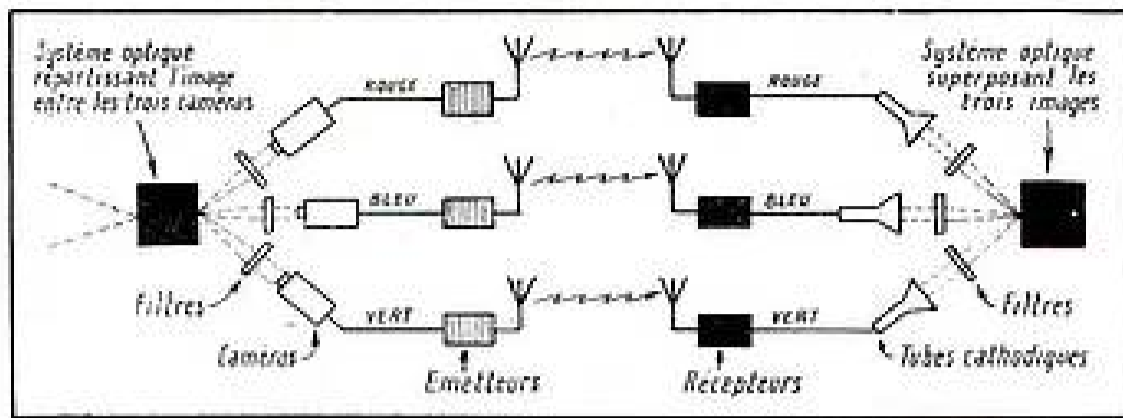 Système optique
répartissant l'image
entre les trois caméras
Système optique
superposant les
trois images
ROUGE
ROUGE
BLEU
BLEU
VERT
VERT
Filtres
Caméras
Emetteurs
Récepteurs
Tubes cathodiques
Filtres